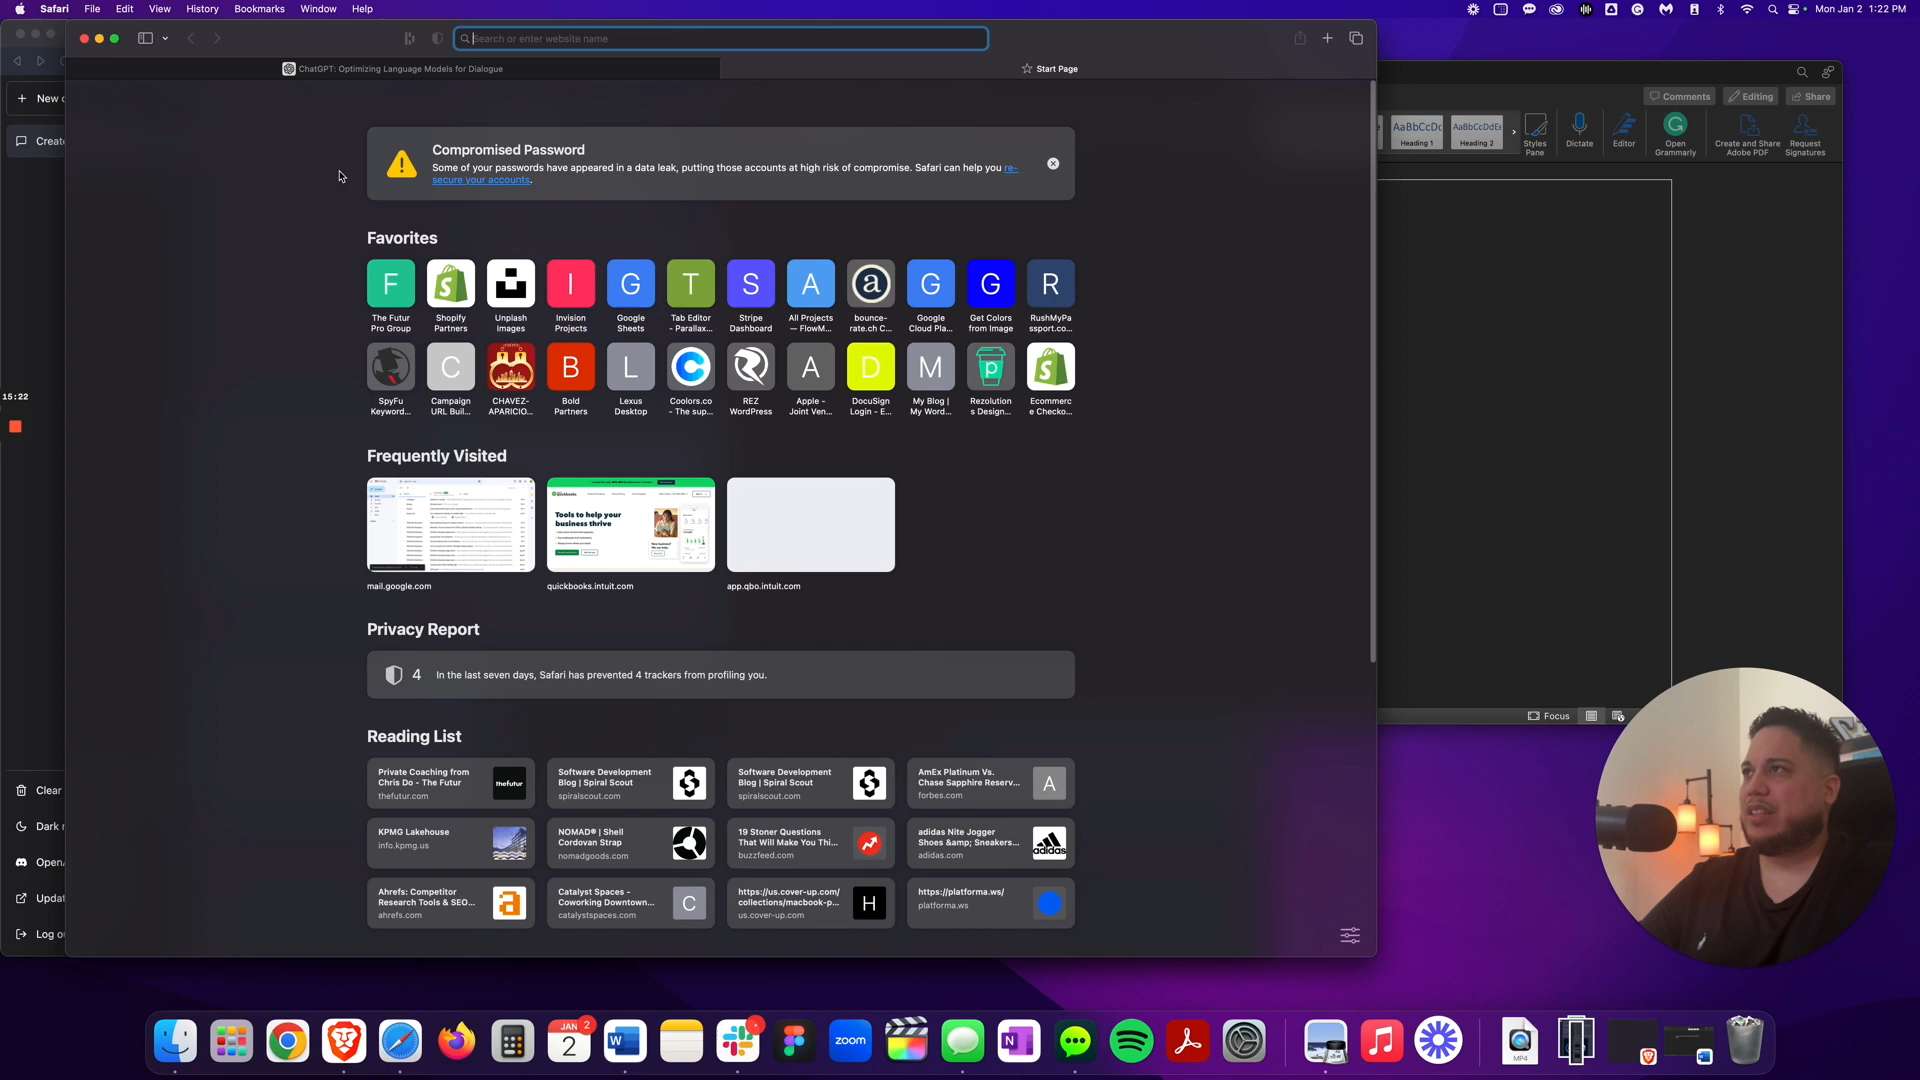 Safari File Edit View History Bookmarks Window Help
Mon Jan 2 1:22 PM
Search or enter website name
ChatGPT: Optimizing Language Models for Dialogue
Start Page
New c
Create
Comments Editing Share
AaBbCcDc AaBbCcDdEe
Heading 1 Heading 2
Styles Pane
Dictate
Editor
Open Grammarly
Create and Share Adobe PDF
Request Signatures
Compromised Password
Some of your passwords have appeared in a data leak, putting those accounts at high risk of compromise. Safari can help you re-
secure your accounts.
Favorites
F I G T S A a G G R
The Futur Pro Group
Shopify Partners
Unplash Images
Invision Projects
Google Sheets
Tab Editor - Parallax...
Stripe Dashboard
All Projects — FlowM...
bounce-rate.ch C...
Google Cloud Pla...
Get Colors from Image
RushMyPassport.co...
C B L A D M p
SpyFu Keyword...
Campaign URL Buil...
CHAVEZ-APARICIO...
Bold Partners
Lexus Desktop
Coolors.co - The sup...
REZ WordPress
Apple - Joint Ven...
DocuSign Login - E...
My Blog | My Word...
Rezolutions Design...
Ecommerce Checko...
15:22
Frequently Visited
quickbooks
Tools to help your
business thrive
mail.google.com
quickbooks.intuit.com
app.qbo.intuit.com
Privacy Report
4 In the last seven days, Safari has prevented 4 trackers from profiling you.
Focus
Reading List
Private Coaching from
Chris Do - The Futur
thefutur.com
thefutur
Software Development
Blog | Spiral Scout
spiralscout.com
Software Development
Blog | Spiral Scout
spiralscout.com
AmEx Platinum Vs.
Chase Sapphire Reserv...
forbes.com
A
KPMG Lakehouse
info.kpmg.us
NOMAD® | Shell
Cordovan Strap
nomadgoods.com
19 Stoner Questions
That Will Make You Thi...
buzzfeed.com
adidas Nite Jogger
Shoes &amp; Sneakers...
adidas.com
adidas
Ahrefs: Competitor
Research Tools & SEO...
ahrefs.com
a
Catalyst Spaces -
Coworking Downtown...
catalystspaces.com
C
https://us.cover-up.com/
collections/macbook-p...
us.cover-up.com
H
https://platforma.ws/
platforma.ws
Clear
Dark m
OpenA
Updat
Log ou
JAN
2
2
W
zoom
N
MP4